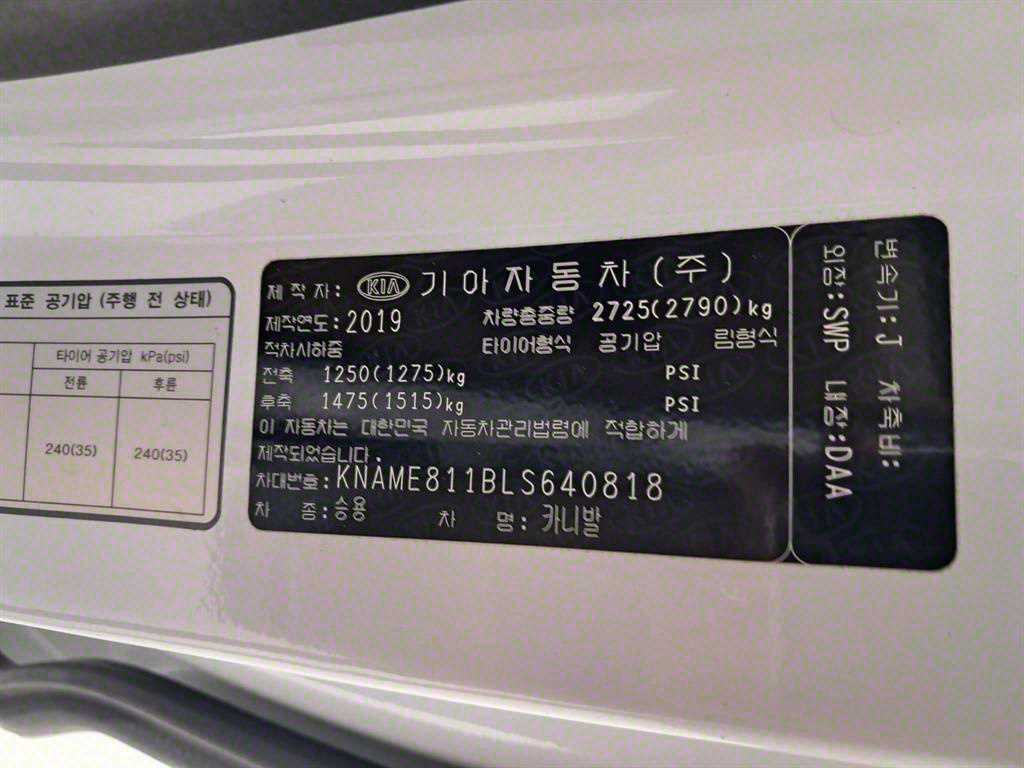 표준 공기압 (주행 전 상태)
타이어 공기압 kPa(psi)
전륜 후륜
240(35) 240(35)
제 작 자: KIA 기아자동차(주)
제작연도:2019 차량총중량 2725(2790)kg
적차시하중 타이어형식 공기압 림형식
전축 1250(1275)kg PSI
후축 1475(1515)kg PSI
이 자동차는 대한민국 자동차관리법령에 적합하게
제작되었습니다.
차대번호:KNAME811BLS640818
차 종:승용 차 명:카니발
변속기:J 차축비:
외장:SWP 내장:DAA